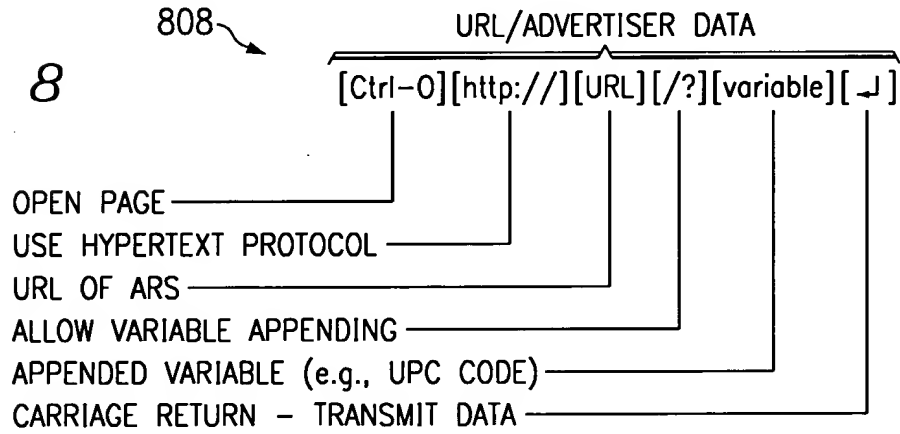 808 URL/ADVERTISER DATA
8 [Ctrl-O][http://][URL][/?][variable][↵]
OPEN PAGE
USE HYPERTEXT PROTOCOL
URL OF ARS
ALLOW VARIABLE APPENDING
APPENDED VARIABLE (e.g., UPC CODE)
CARRIAGE RETURN – TRANSMIT DATA